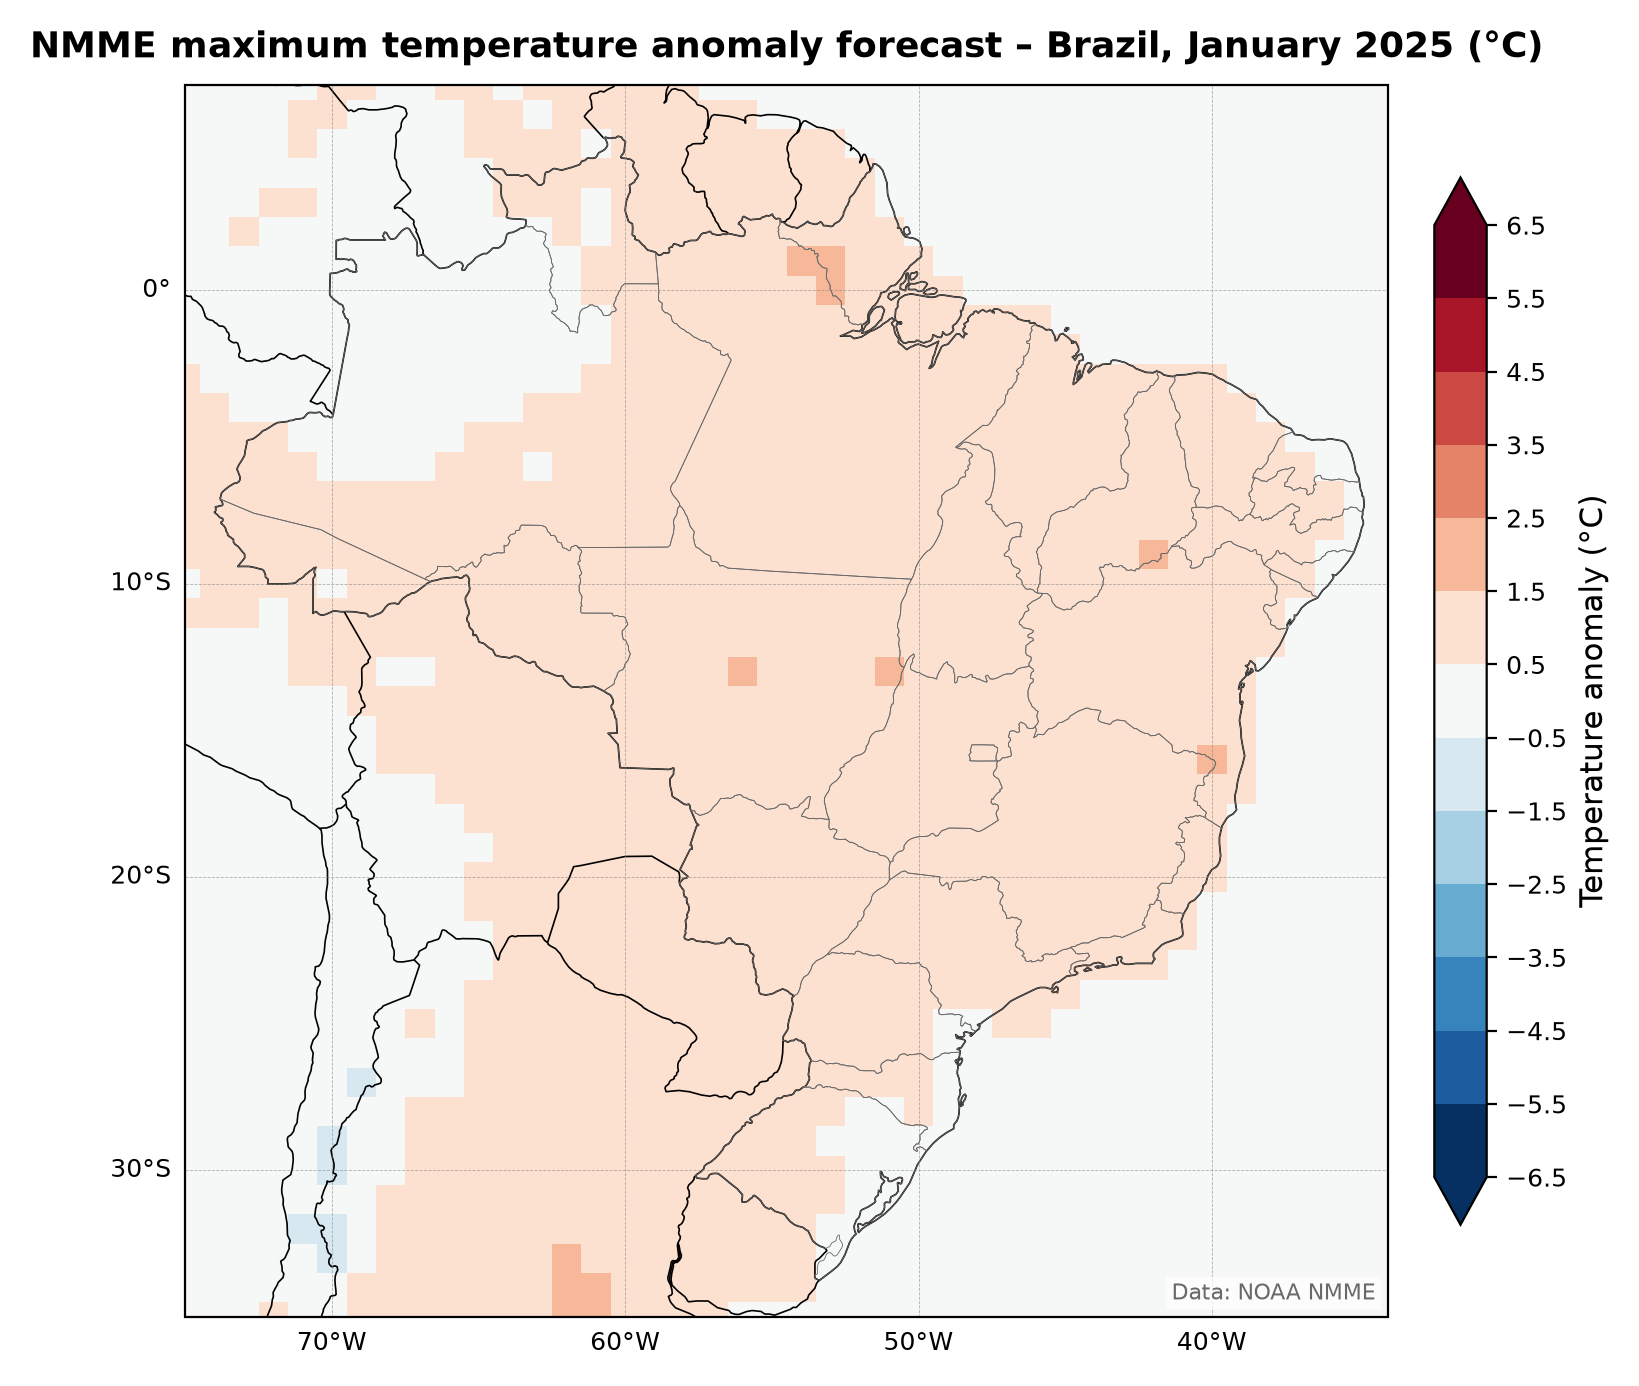 NMME maximum temperature anomaly forecast – Brazil, January 2025 (°C)
0°
10°S
20°S
30°S
70°W
60°W
50°W
40°W
6.5
5.5
4.5
3.5
2.5
1.5
0.5
−0.5
−1.5
−2.5
−3.5
−4.5
−5.5
−6.5
Temperature anomaly (°C)
Data: NOAA NMME